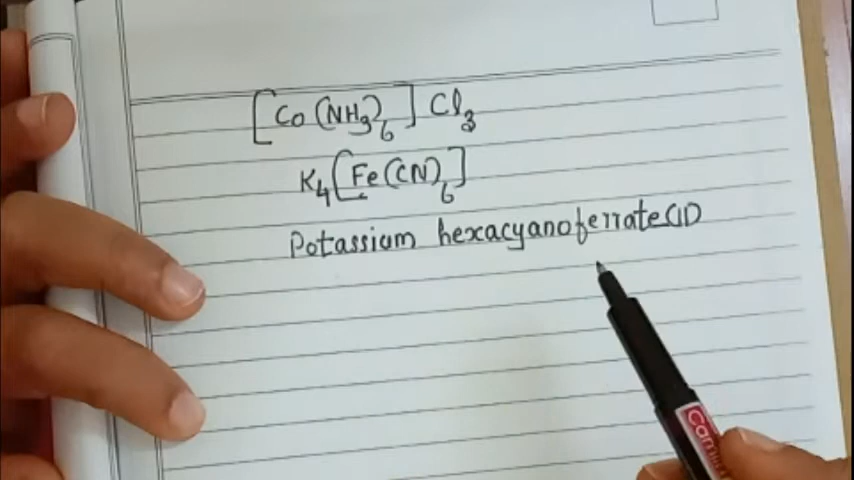 [Co(NH3)6]Cl3
K4[Fe(CN)6]
Potassium hexacyanoferrate(II)